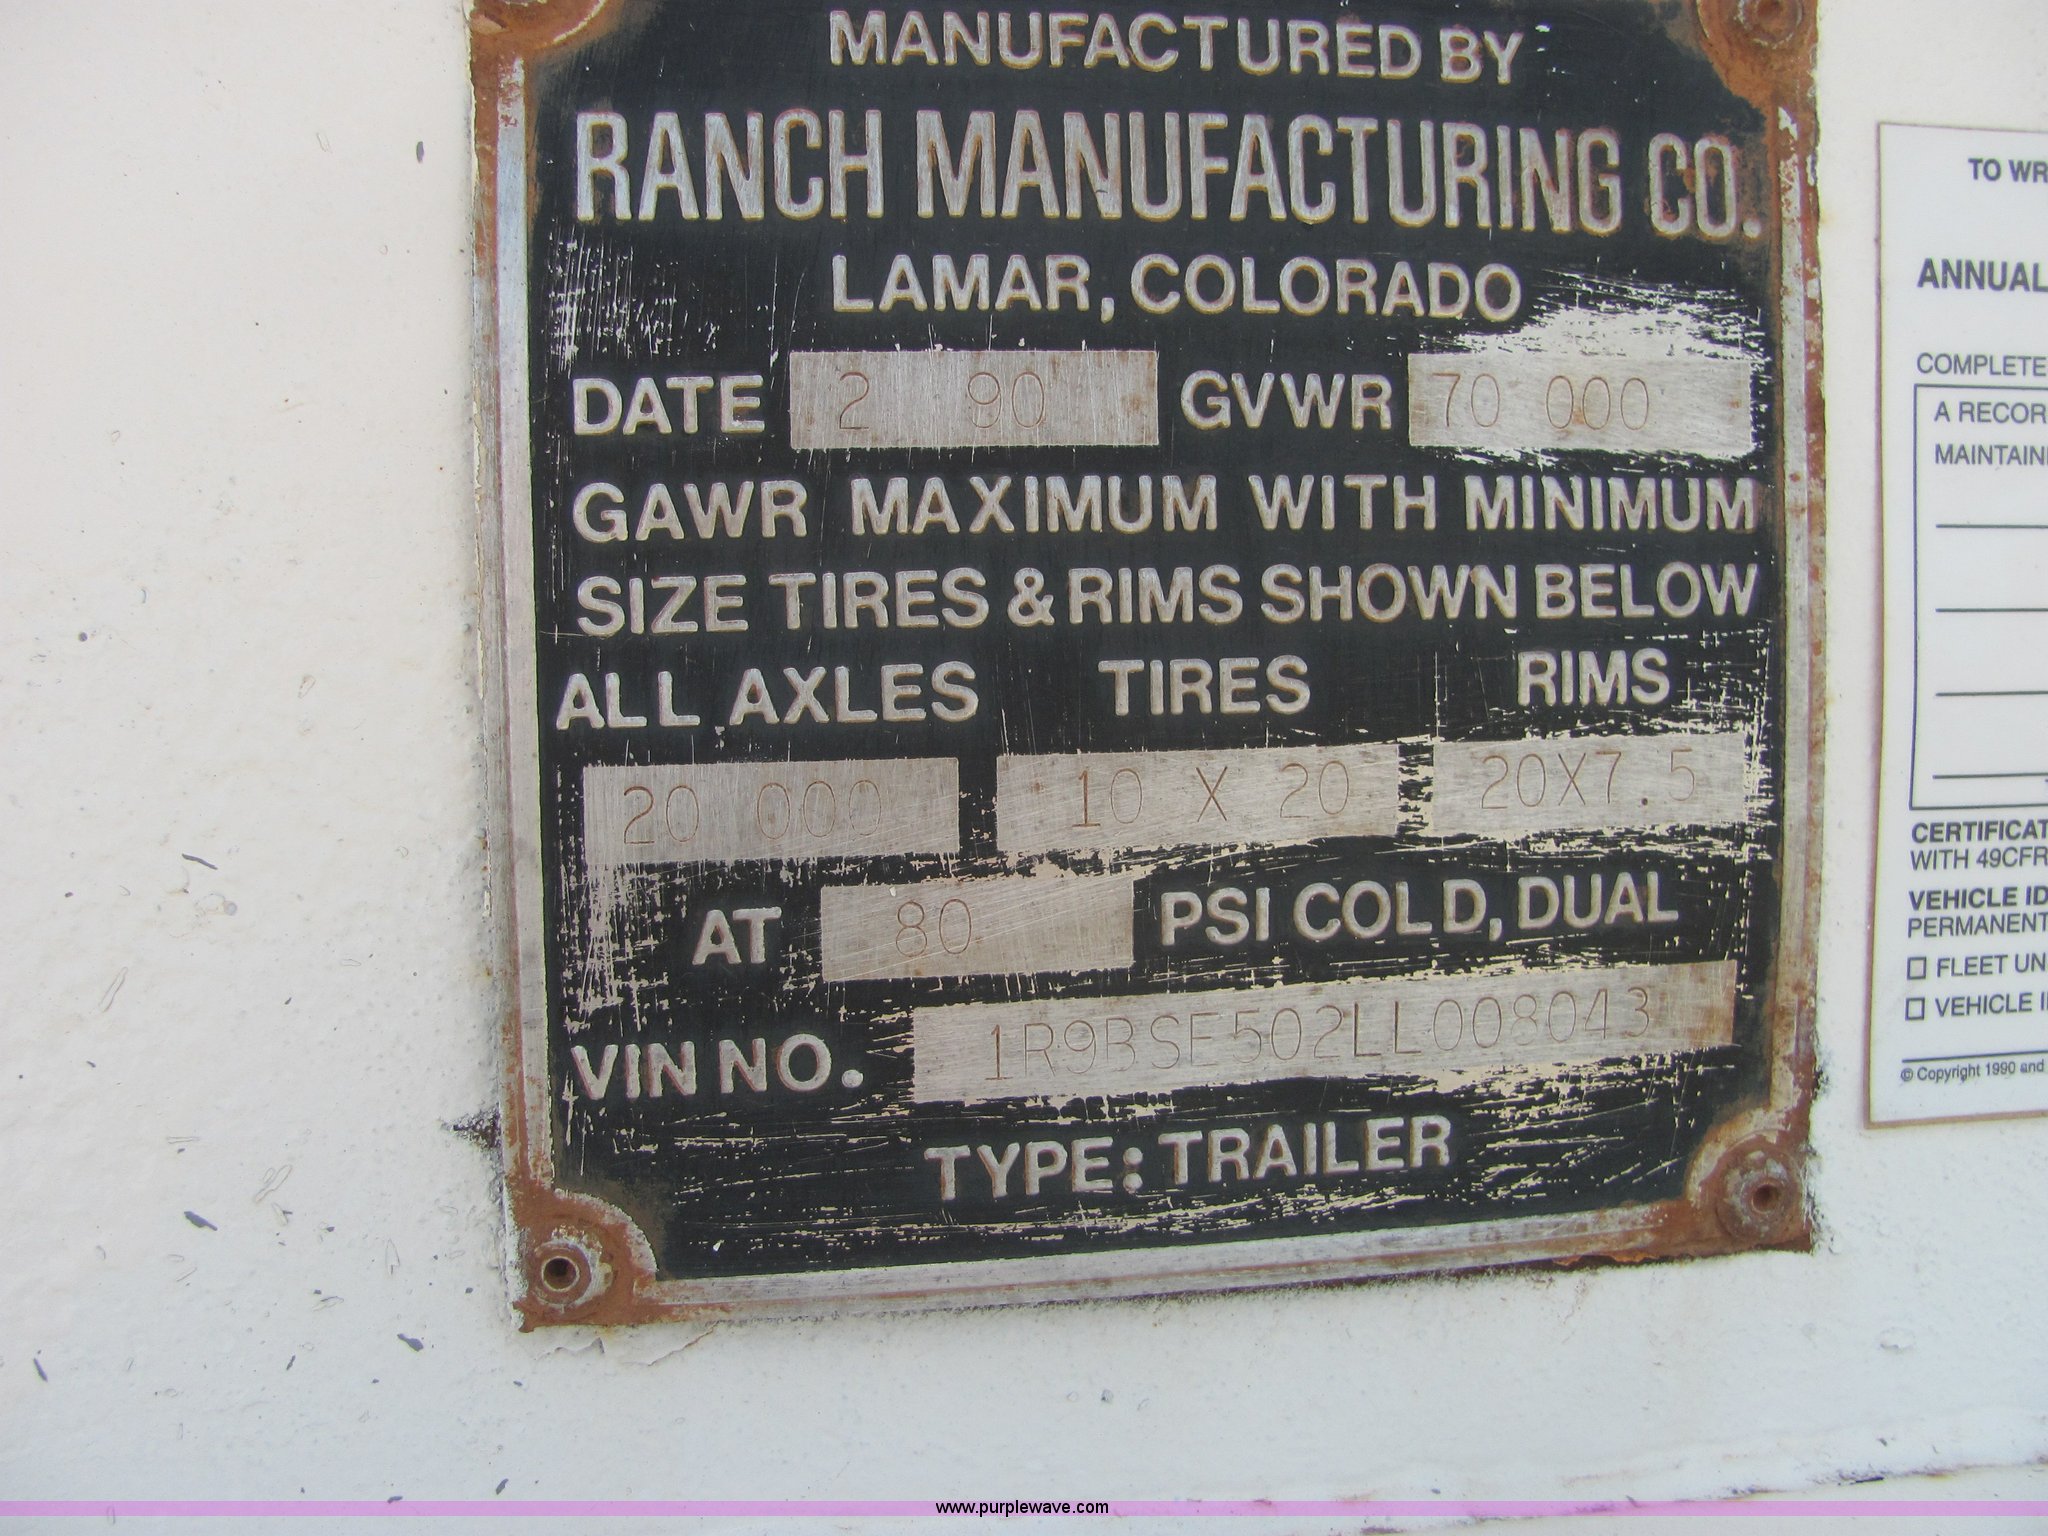 MANUFACTURED BY
RANCH MANUFACTURING CO.
LAMAR, COLORADO
DATE 2 90 GVWR 70 000
GAWR MAXIMUM WITH MINIMUM
SIZE TIRES & RIMS SHOWN BELOW
ALL AXLES TIRES RIMS
20 000 10 X 20 20X7.5
AT 80 PSI COLD, DUAL
VIN NO. 1R9BSE502LL008043
TYPE: TRAILER
TO WR
ANNUAL
COMPLETE
A RECOR
MAINTAIN
CERTIFICAT
WITH 49CFR
VEHICLE ID
PERMANENT
FLEET UN
VEHICLE I
© Copyright 1990 and
www.purplewave.com